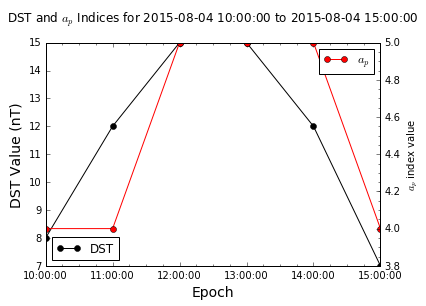 DST and a_p Indices for 2015-08-04 10:00:00 to 2015-08-04 15:00:00
15
14
13
12
11
10
9
8
7
DST Value (nT)
5.0
4.8
4.6
4.4
4.2
4.0
3.8
a_p index value
a_p
DST
10:00:00 11:00:00 12:00:00 13:00:00 14:00:00 15:00:00
Epoch